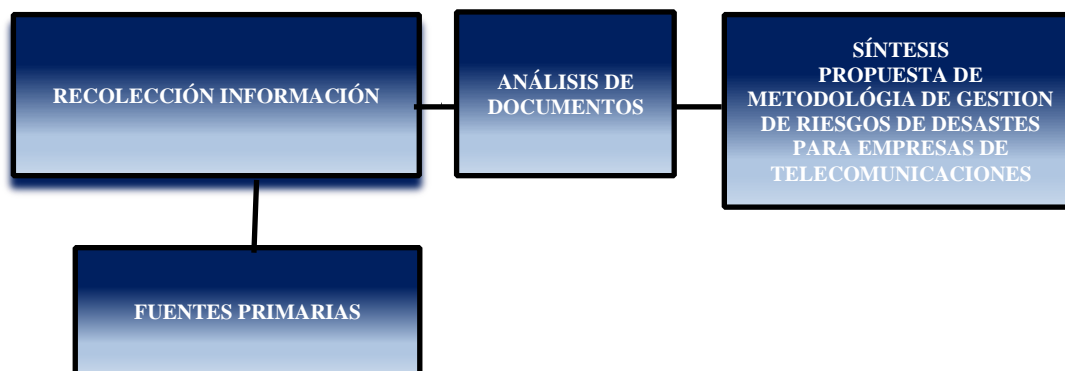 RECOLECCIÓN INFORMACIÓN
ANÁLISIS DE
DOCUMENTOS
SÍNTESIS
PROPUESTA DE
METODOLÓGIA DE GESTION
DE RIESGOS DE DESASTES
PARA EMPRESAS DE
TELECOMUNICACIONES
FUENTES PRIMARIAS